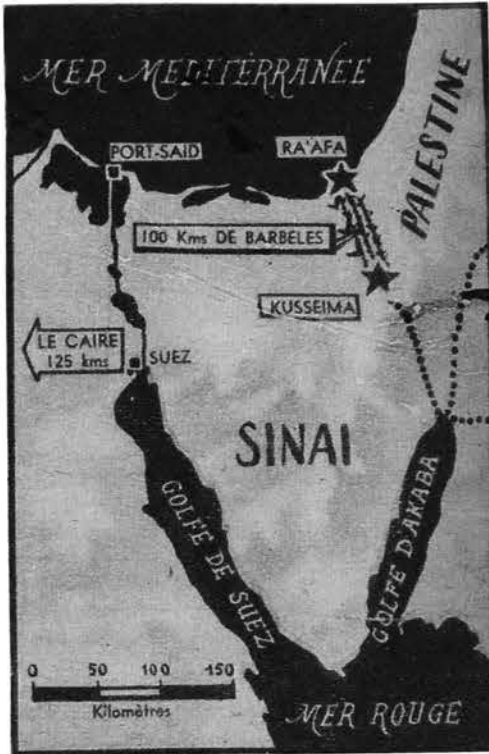 MER MEDITERRANEE
PORT-SAID
RA'AFA
PALESTINE
100 Kms DE BARBELES
KUSSEIMA
LE CAIRE
125 kms
SUEZ
SINAI
GOLFE DE SUEZ
GOLFE D'AKABA
0 50 100 150
Kilomètres
MER ROUGE